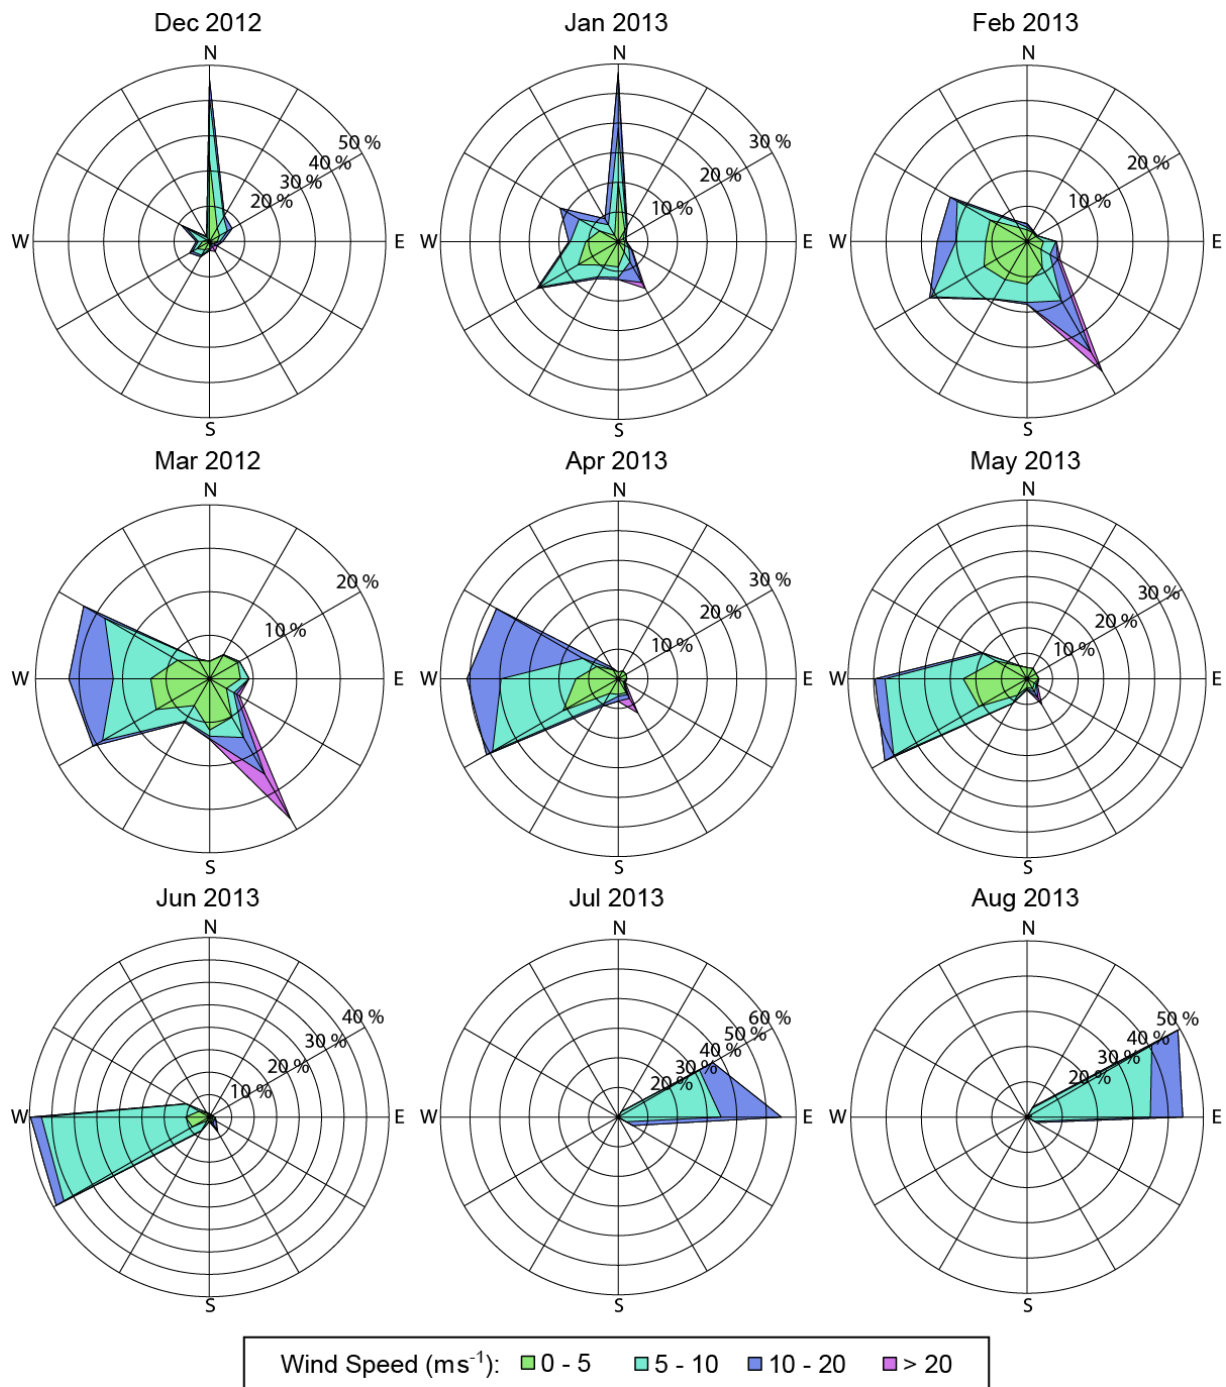 Dec 2012
Jan 2013
Feb 2013
N
N
N
50 %
40 %
30 %
20 %
30 %
20 %
10 %
20 %
10 %
W
E
W
E
W
E
S
S
S
Mar 2012
Apr 2013
May 2013
N
N
N
20 %
10 %
30 %
20 %
10 %
30 %
20 %
10 %
W
E
W
E
W
E
S
S
S
Jun 2013
Jul 2013
Aug 2013
N
N
N
40 %
30 %
20 %
10 %
60 %
50 %
40 %
30 %
20 %
50 %
40 %
30 %
20 %
W
E
W
E
W
E
S
S
S
Wind Speed (ms⁻¹): 0 - 5 5 - 10 10 - 20 > 20